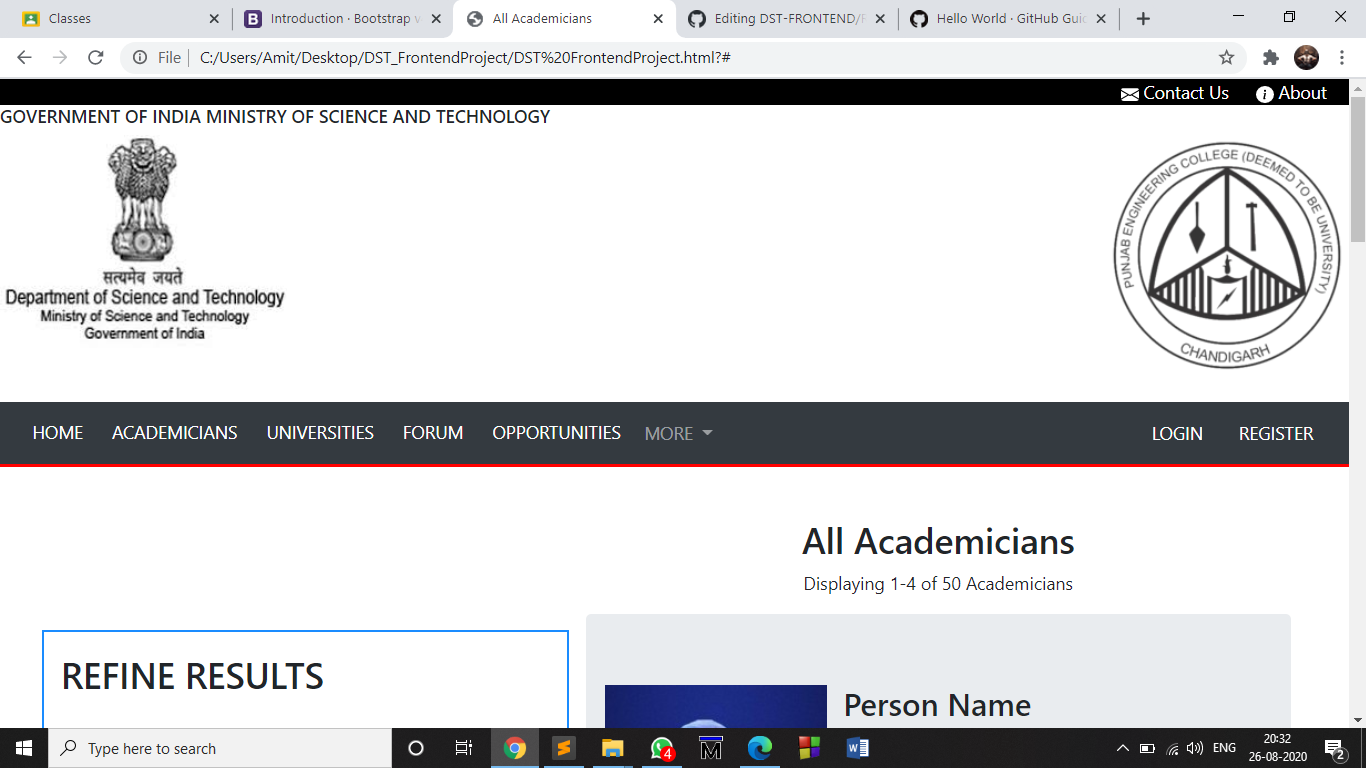 Classes
Introduction · Bootstrap v
All Academicians
Editing DST-FRONTEND/
Hello World · GitHub Guid
File
C:/Users/Amit/Desktop/DST_FrontendProject/DST%20FrontendProject.html?#
Contact Us
About
GOVERNMENT OF INDIA MINISTRY OF SCIENCE AND TECHNOLOGY
सत्यमेव जयते
Department of Science and Technology
Ministry of Science and Technology
Government of India
PUNJAB ENGINEERING COLLEGE (DEEMED TO BE UNIVERSITY)
CHANDIGARH
HOME ACADEMICIANS UNIVERSITIES FORUM OPPORTUNITIES MORE LOGIN REGISTER
All Academicians
Displaying 1-4 of 50 Academicians
REFINE RESULTS
Person Name
Type here to search
4
ENG
20:32
26-08-2020
2